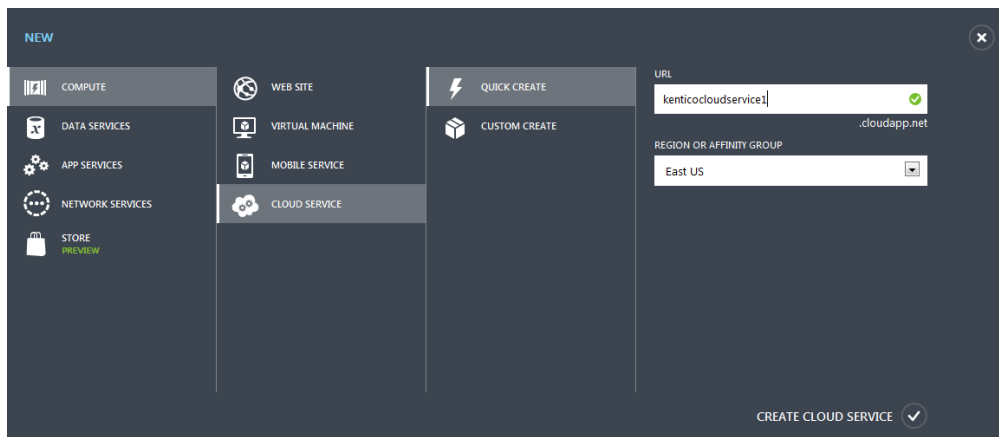 NEW
COMPUTE
DATA SERVICES
APP SERVICES
NETWORK SERVICES
STORE
PREVIEW
WEB SITE
VIRTUAL MACHINE
MOBILE SERVICE
CLOUD SERVICE
QUICK CREATE
CUSTOM CREATE
URL
kenticocloudservice1
.cloudapp.net
REGION OR AFFINITY GROUP
East US
CREATE CLOUD SERVICE